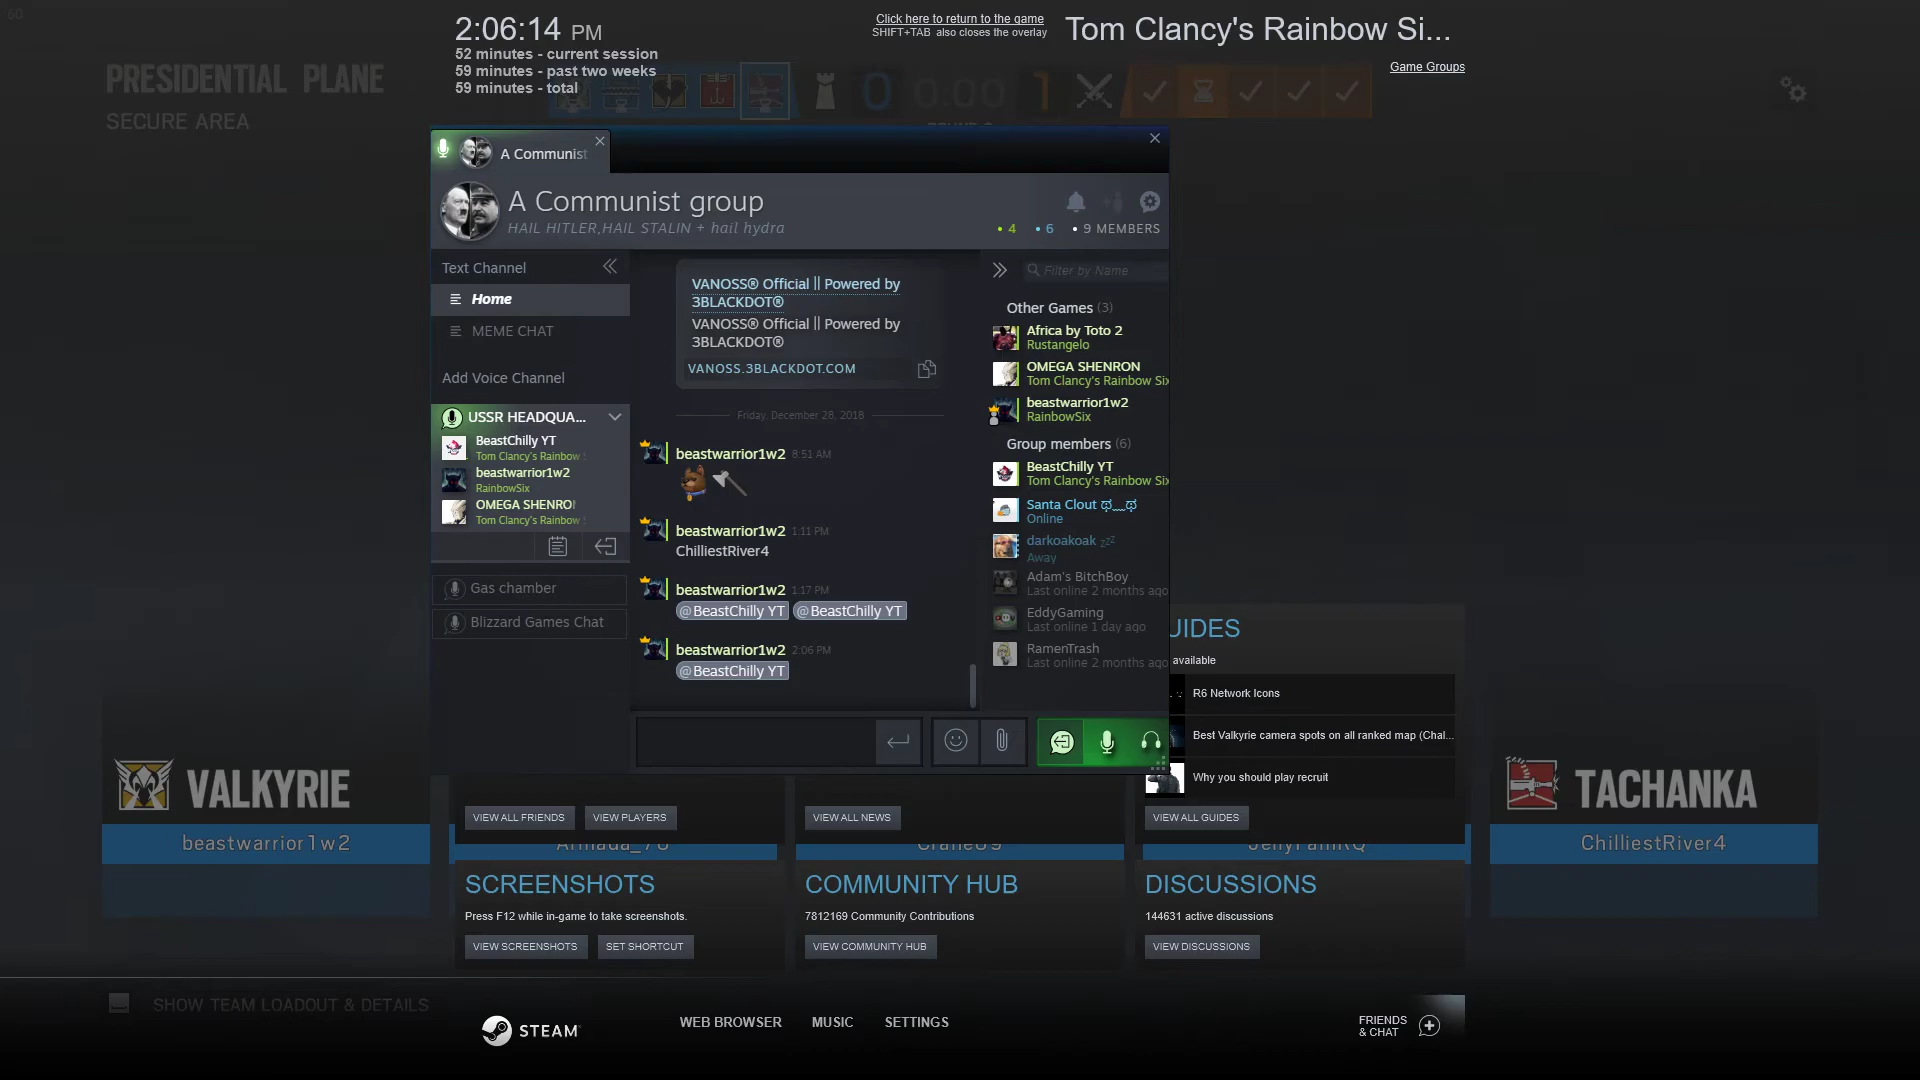 60
2:06:14 PM
52 minutes - current session
59 minutes - past two weeks
59 minutes - total
Click here to return to the game
SHIFT+TAB also closes the overlay
Tom Clancy's Rainbow Si...
Game Groups
PRESIDENTIAL PLANE
SECURE AREA
0
0:00
1
A Communist
A Communist group
HAIL HITLER,HAIL STALIN + hail hydra
4
6
9 MEMBERS
Text Channel
Home
MEME CHAT
Add Voice Channel
USSR HEADQUA...
BeastChilly YT
Tom Clancy's Rainbow
beastwarrior1w2
RainbowSix
OMEGA SHENRO
Tom Clancy's Rainbow
Gas chamber
Blizzard Games Chat
VANOSS® Official || Powered by
3BLACKDOT®
VANOSS® Official || Powered by
3BLACKDOT®
VANOSS.3BLACKDOT.COM
Friday, December 28, 2018
beastwarrior1w2 8:51 AM
beastwarrior1w2 1:11 PM
ChilliestRiver4
beastwarrior1w2 1:17 PM
@BeastChilly YT @BeastChilly YT
beastwarrior1w2 2:06 PM
@BeastChilly YT
Filter by Name
Other Games (3)
Africa by Toto 2
Rustangelo
OMEGA SHENRON
Tom Clancy's Rainbow Six
beastwarrior1w2
RainbowSix
Group members (6)
BeastChilly YT
Tom Clancy's Rainbow Six
Santa Clout ಥ﹏ಥ
Online
darkoakoak zzZ
Away
Adam's BitchBoy
Last online 2 months ago
EddyGaming
Last online 1 day ago
RamenTrash
Last online 2 months ago
UIDES
available
R6 Network Icons
Best Valkyrie camera spots on all ranked map (Chal...
Why you should play recruit
VIEW ALL FRIENDS
VIEW PLAYERS
VIEW ALL NEWS
VIEW ALL GUIDES
VALKYRIE
beastwarrior1w2
TACHANKA
ChilliestRiver4
SCREENSHOTS
Press F12 while in-game to take screenshots.
VIEW SCREENSHOTS
SET SHORTCUT
COMMUNITY HUB
7812169 Community Contributions
VIEW COMMUNITY HUB
DISCUSSIONS
144631 active discussions
VIEW DISCUSSIONS
SHOW TEAM LOADOUT & DETAILS
STEAM
WEB BROWSER
MUSIC
SETTINGS
FRIENDS
& CHAT